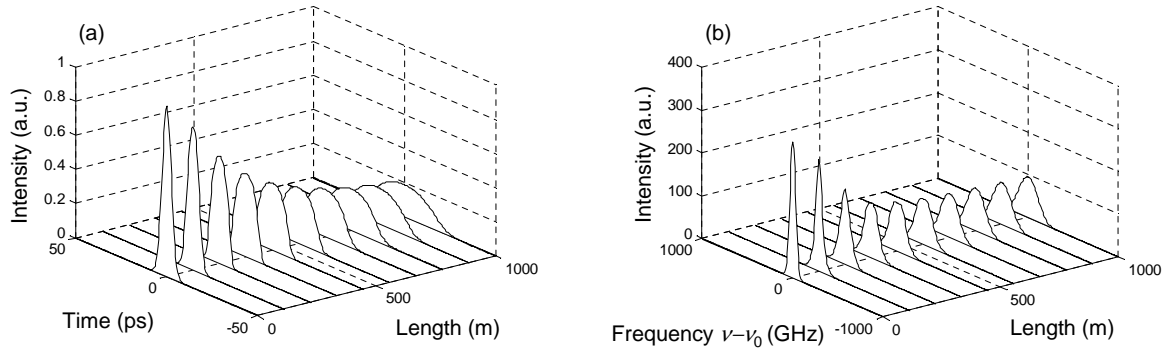 (a)
Intensity (a.u.)
1
0.8
0.6
0.4
0.2
0
50
0
-50
Time (ps)
0
500
1000
Length (m)
(b)
Intensity (a.u.)
400
300
200
100
0
1000
0
-1000
Frequency ν−ν₀ (GHz)
0
500
1000
Length (m)